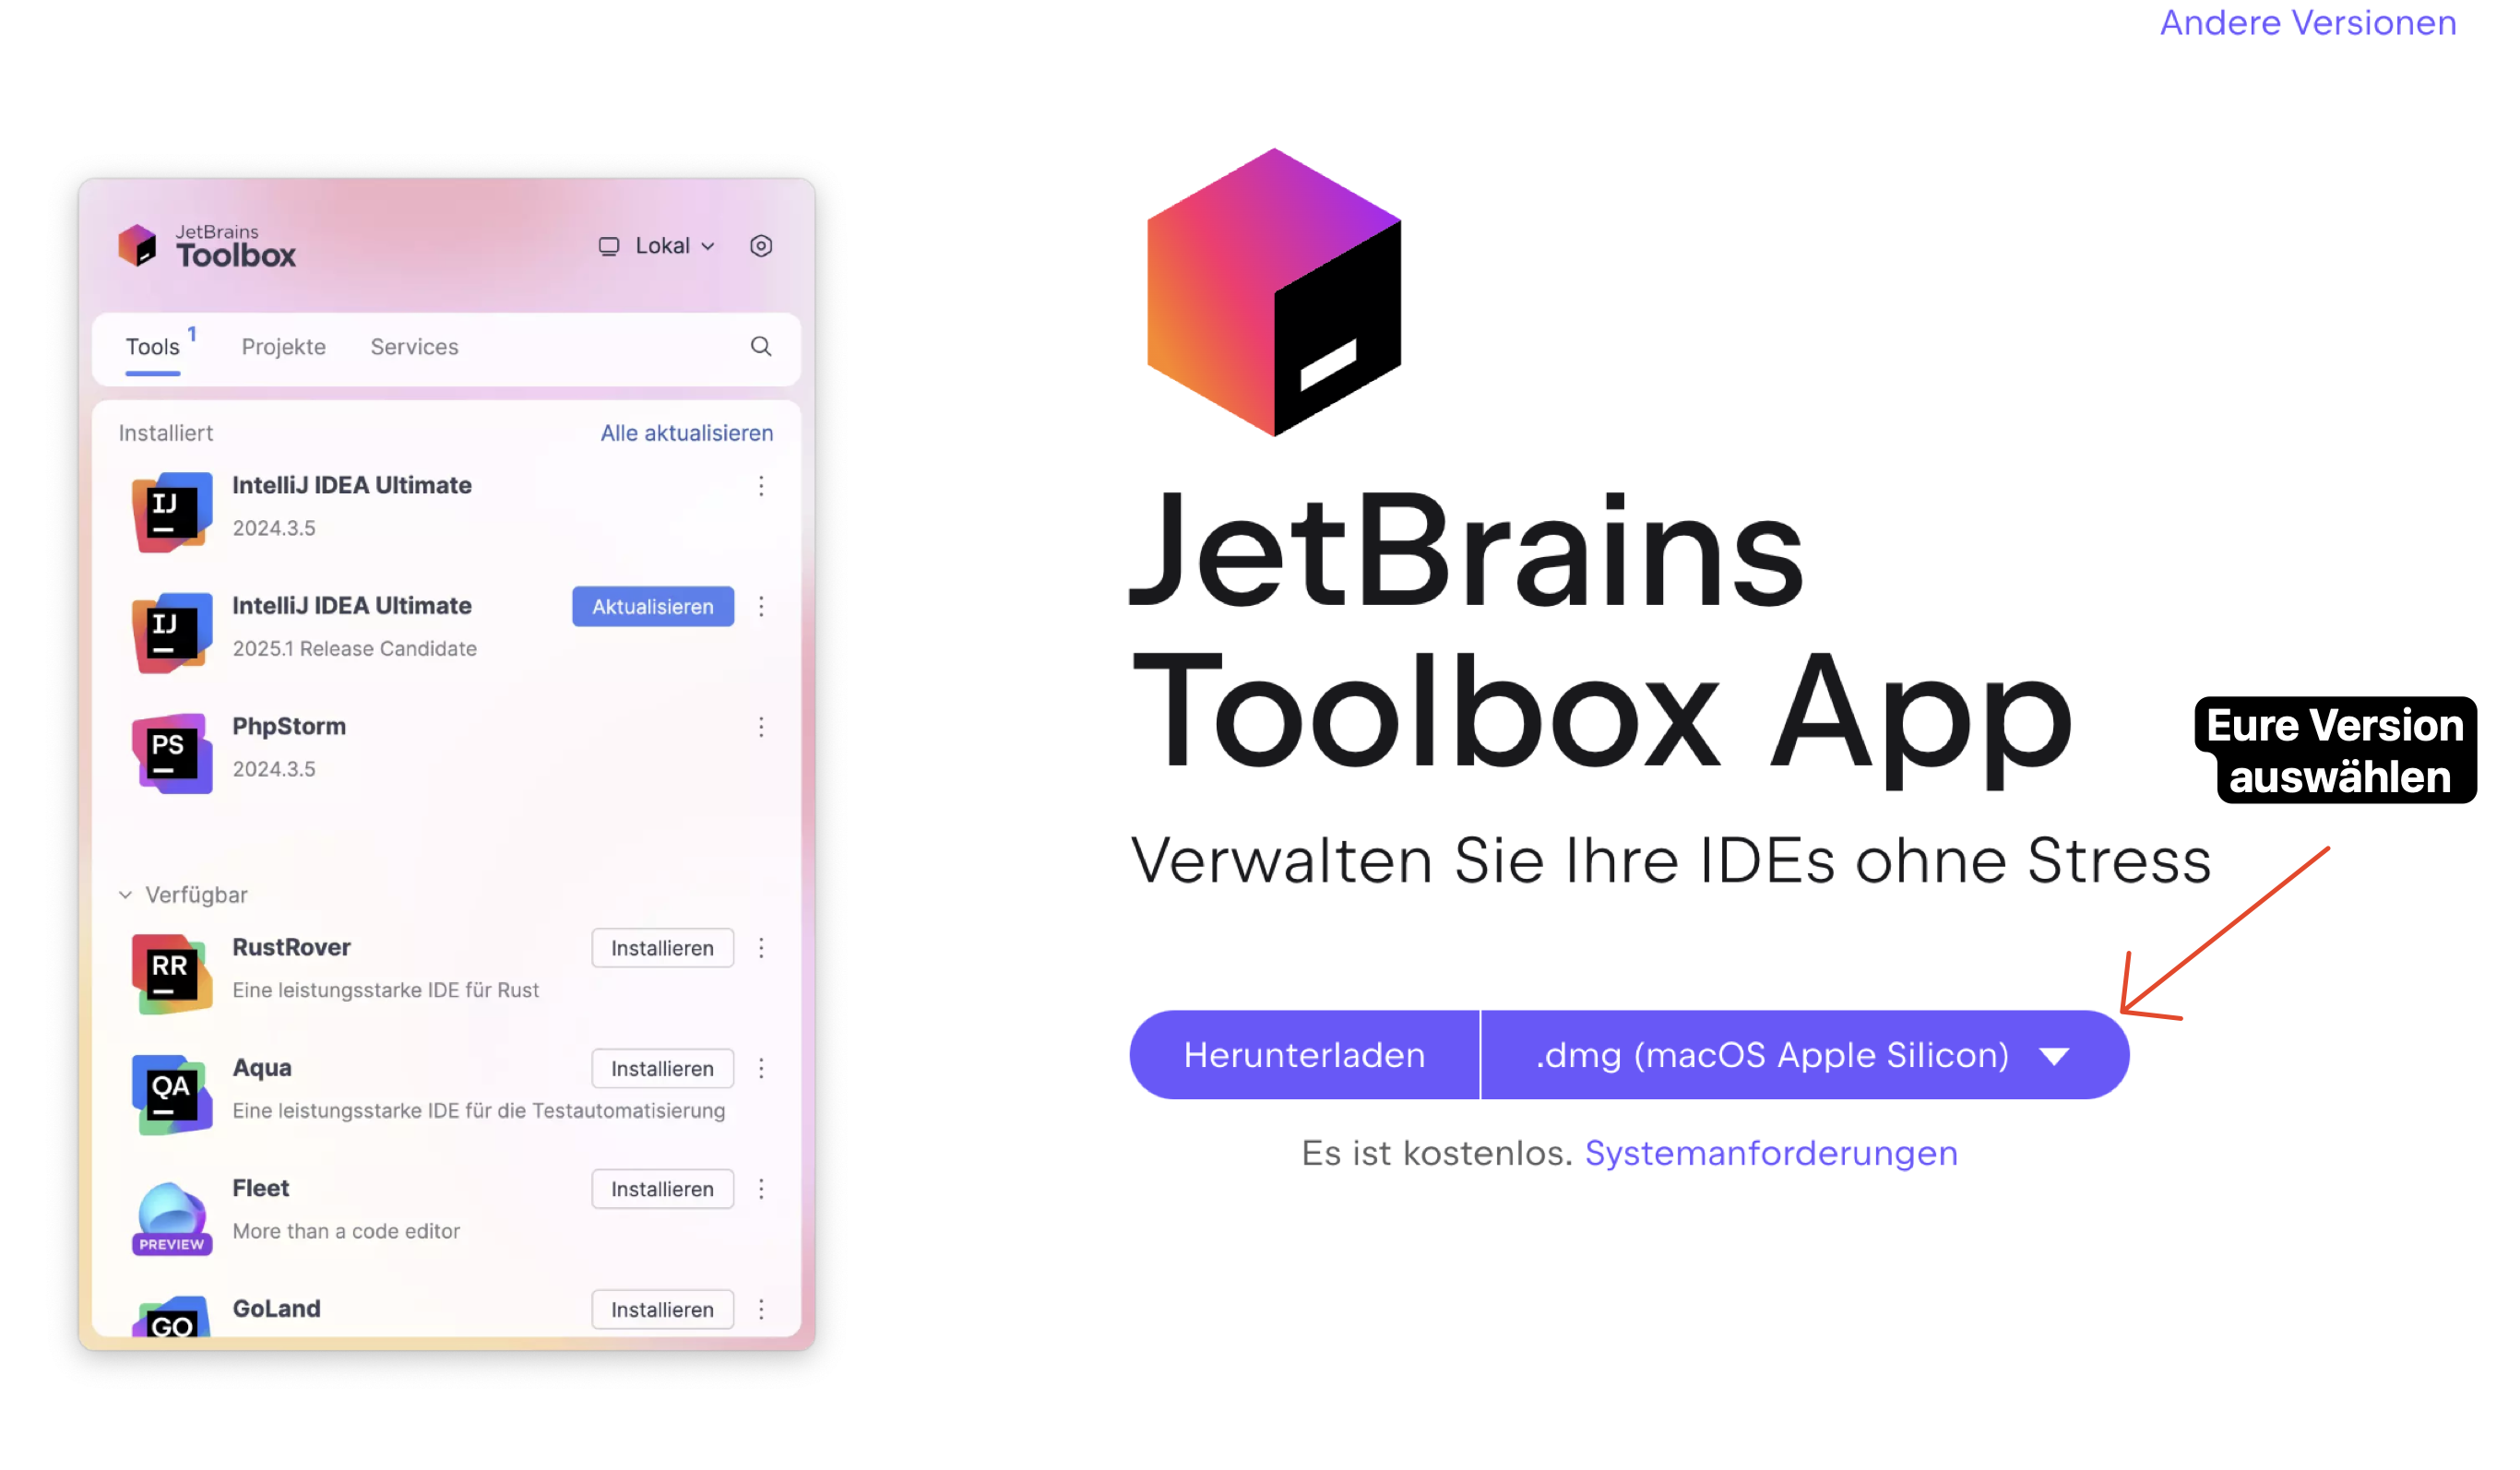 Andere Versionen
JetBrains
Toolbox
Lokal
Tools 1
Projekte
Services
Installiert
Alle aktualisieren
IJ
IntelliJ IDEA Ultimate
2024.3.5
IJ
IntelliJ IDEA Ultimate
Aktualisieren
2025.1 Release Candidate
PS
PhpStorm
2024.3.5
Verfügbar
RR
RustRover
Installieren
Eine leistungsstarke IDE für Rust
QA
Aqua
Installieren
Eine leistungsstarke IDE für die Testautomatisierung
Fleet
Installieren
More than a code editor
PREVIEW
GoLand
Installieren
GO
JetBrains
Toolbox App
Verwalten Sie Ihre IDEs ohne Stress
Eure Version
auswählen
Herunterladen
.dmg (macOS Apple Silicon)
Es ist kostenlos. Systemanforderungen